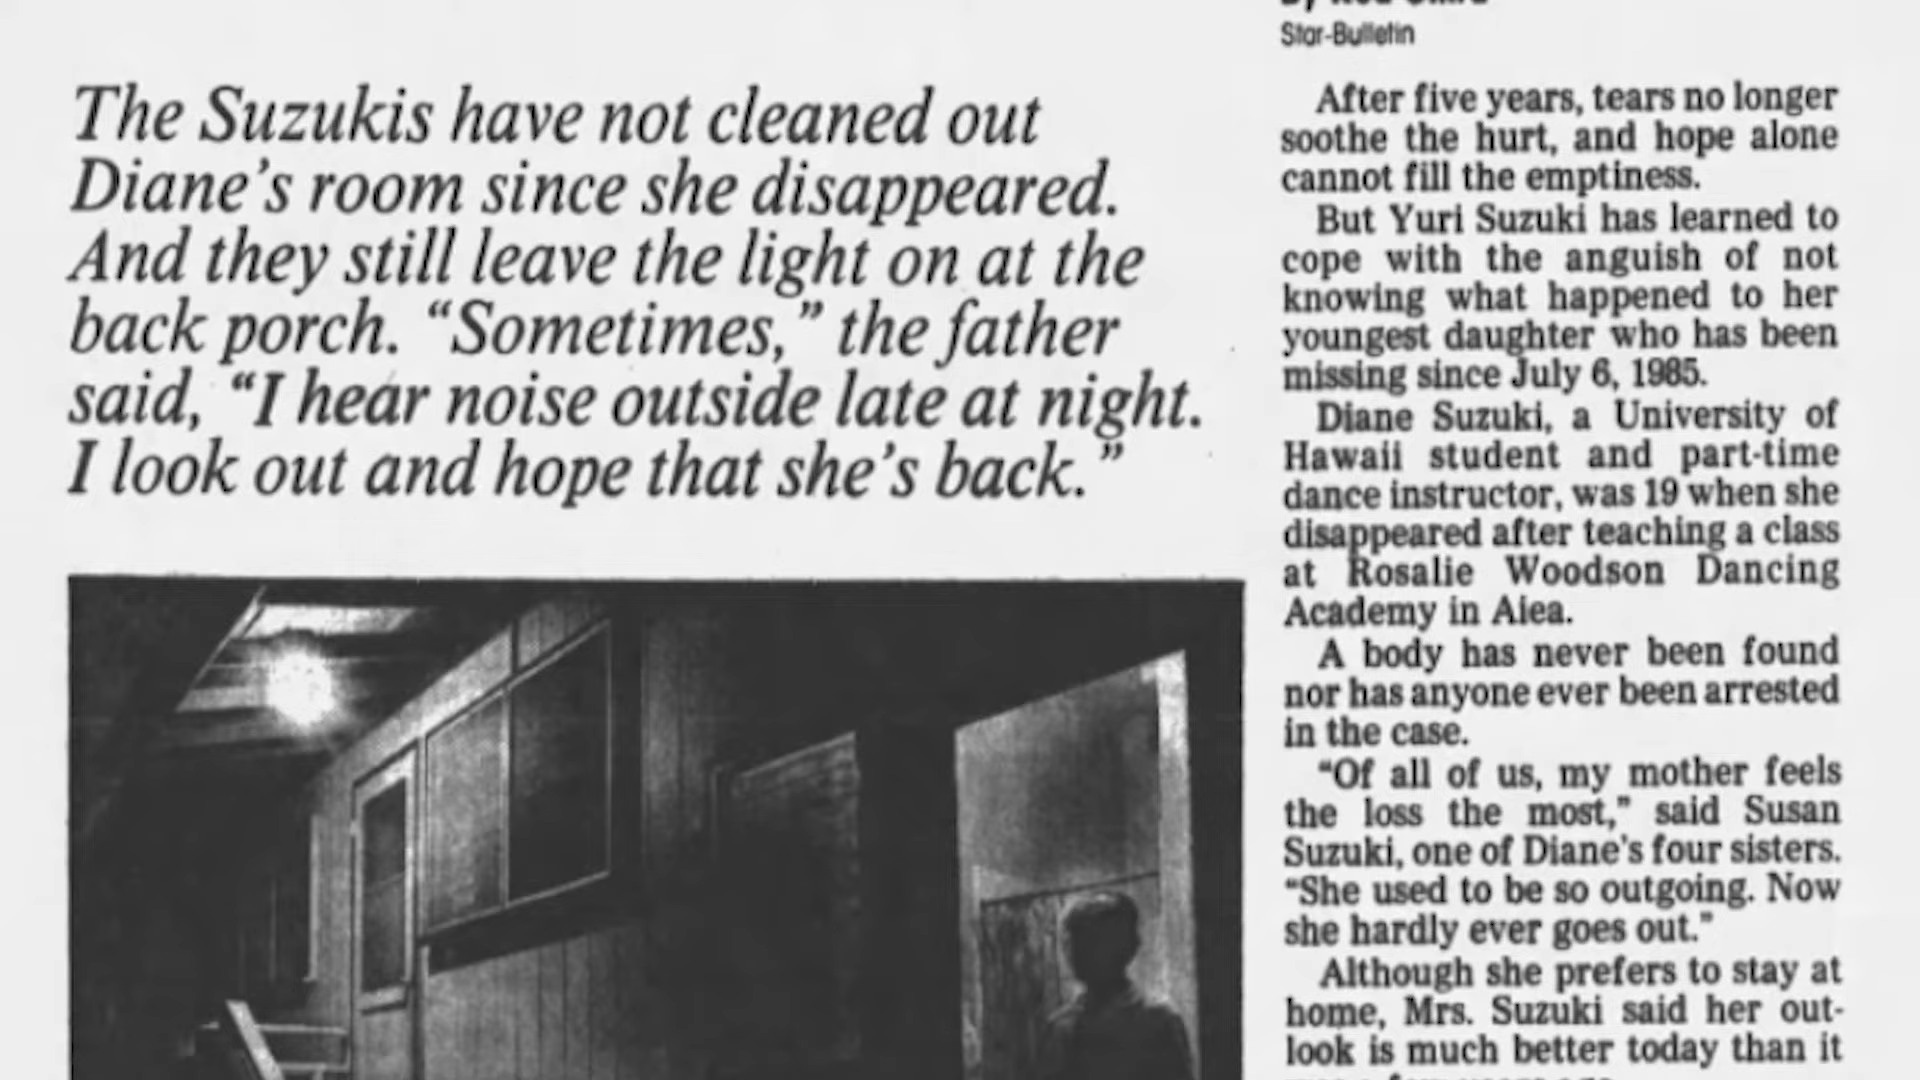 The Suzukis have not cleaned out
Diane's room since she disappeared.
And they still leave the light on at the
back porch. “Sometimes,” the father
said, “I hear noise outside late at night.
I look out and hope that she's back.”
Star-Bulletin
After five years, tears no longer
soothe the hurt, and hope alone
cannot fill the emptiness.
But Yuri Suzuki has learned to
cope with the anguish of not
knowing what happened to her
youngest daughter who has been
missing since July 6, 1985.
Diane Suzuki, a University of
Hawaii student and part-time
dance instructor, was 19 when she
disappeared after teaching a class
at Rosalie Woodson Dancing
Academy in Aiea.
A body has never been found
nor has anyone ever been arrested
in the case.
“Of all of us, my mother feels
the loss the most,” said Susan
Suzuki, one of Diane's four sisters.
“She used to be so outgoing. Now
she hardly ever goes out.”
Although she prefers to stay at
home, Mrs. Suzuki said her out-
look is much better today than it